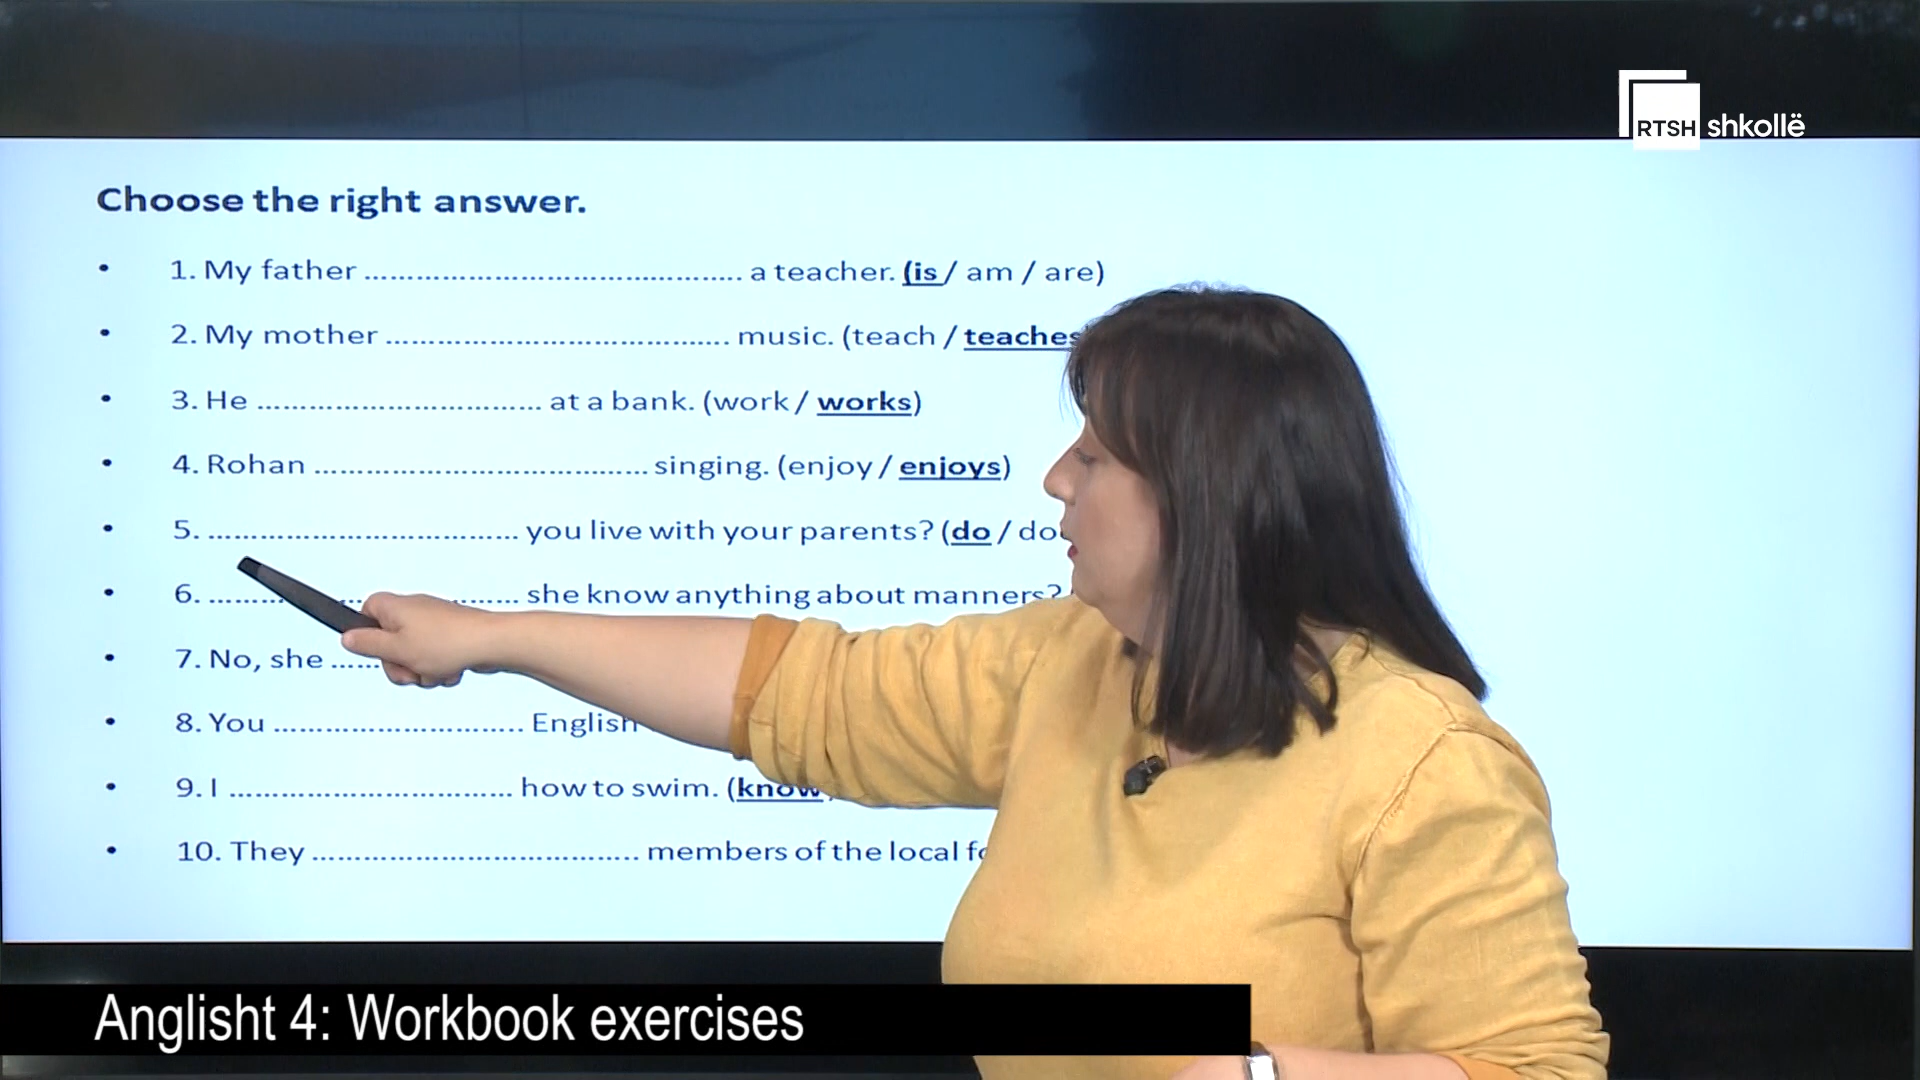 RTSH shkollë
Choose the right answer.
• 1. My father ............................................ a teacher. (is / am / are)
• 2. My mother ........................................ music. (teach / teaches
• 3. He ................................. at a bank. (work / works)
• 4. Rohan ....................................... singing. (enjoy / enjoys)
• 5. .................................... you live with your parents? (do /
• 6. .................................... she know anything about manners?
• 7. No, she ......
• 8. You ............................. English
• 9. I ................................. how to swim. (know
• 10. They ...................................... members of the local
Anglisht 4: Workbook exercises